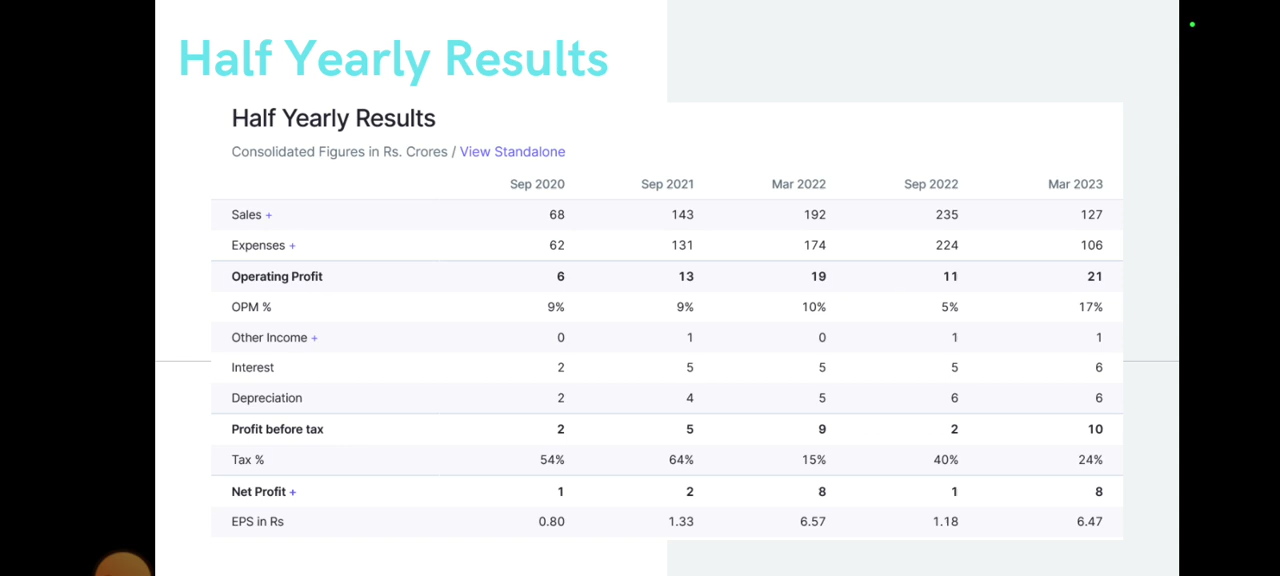 Half Yearly Results
Half Yearly Results
Consolidated Figures in Rs. Crores / View Standalone
Sep 2020 Sep 2021 Mar 2022 Sep 2022 Mar 2023
Sales + 68 143 192 235 127
Expenses + 62 131 174 224 106
Operating Profit 6 13 19 11 21
OPM % 9% 9% 10% 5% 17%
Other Income + 0 1 0 1 1
Interest 2 5 5 5 6
Depreciation 2 4 5 6 6
Profit before tax 2 5 9 2 10
Tax % 54% 64% 15% 40% 24%
Net Profit + 1 2 8 1 8
EPS in Rs 0.80 1.33 6.57 1.18 6.47